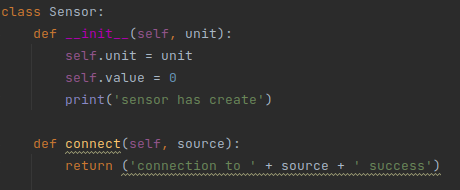 class Sensor:
    def __init__(self, unit):
        self.unit = unit
        self.value = 0
        print('sensor has create')
    def connect(self, source):
        return ('connection to ' + source + ' success')